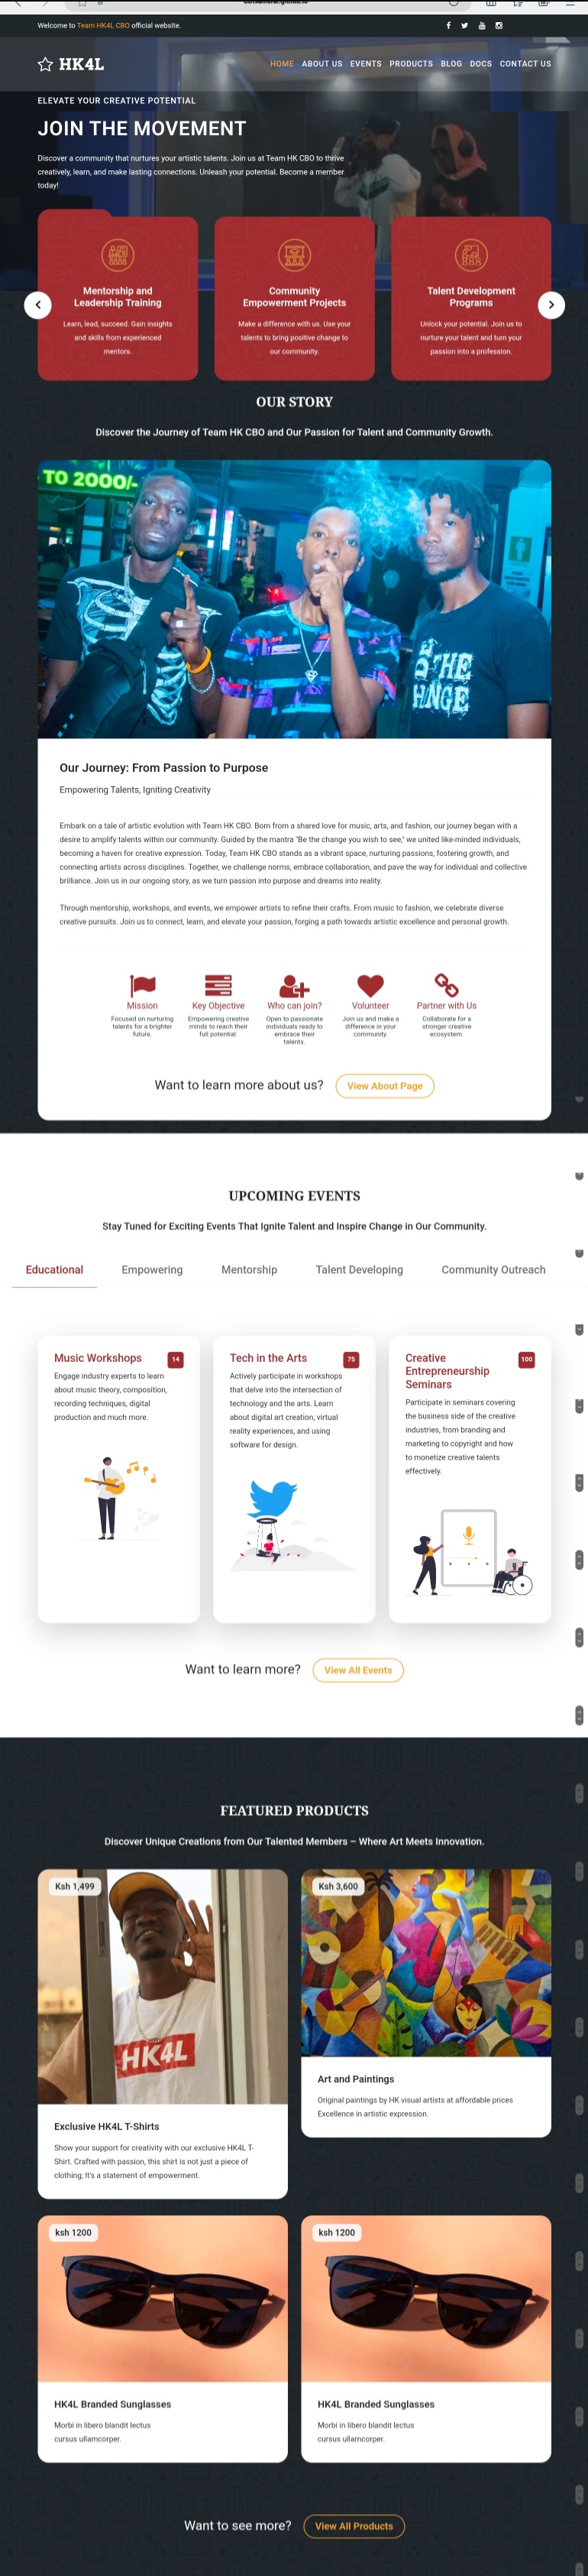 Welcome to Team HK4L CBO official website.
HK4L
HOME ABOUT US EVENTS PRODUCTS BLOG DOCS CONTACT US
ELEVATE YOUR CREATIVE POTENTIAL
JOIN THE MOVEMENT
Discover a community that nurtures your artistic talents. Join us at Team HK CBO to thrive
creatively, learn, and make lasting connections. Unleash your potential. Become a member
today!
Mentorship and
Leadership Training
Learn, lead, succeed. Gain insights
and skills from experienced
mentors.
Community
Empowerment Projects
Make a difference with us. Use your
talents to bring positive change to
our community.
Talent Development
Programs
Unlock your potential. Join us to
nurture your talent and turn your
passion into a profession.
OUR STORY
Discover the Journey of Team HK CBO and Our Passion for Talent and Community Growth.
TO 2000/-
THE
Our Journey: From Passion to Purpose
Empowering Talents, Igniting Creativity
Embark on a tale of artistic evolution with Team HK CBO. Born from a shared love for music, arts, and fashion, our journey began with a
desire to amplify talents within our community. Guided by the mantra "Be the change you wish to see," we united like-minded individuals,
becoming a haven for creative expression. Today, Team HK CBO stands as a vibrant space, nurturing passions, fostering growth, and
connecting artists across disciplines. Together, we challenge norms, embrace collaboration, and pave the way for individual and collective
brilliance. Join us in our ongoing story, as we turn passion into purpose and dreams into reality.
Through mentorship, workshops, and events, we empower artists to refine their crafts. From music to fashion, we celebrate diverse
creative pursuits. Join us to connect, learn, and elevate your passion, forging a path towards artistic excellence and personal growth.
Mission
Focused on nurturing
talents for a brighter
future.
Key Objective
Empowering creative
minds to reach their
full potential.
Who can join?
Open to passionate
individuals ready to
embrace their
talents.
Volunteer
Join us and make a
difference in your
community.
Partner with Us
Collaborate for a
stronger creative
ecosystem.
Want to learn more about us? View About Page
UPCOMING EVENTS
Stay Tuned for Exciting Events That Ignite Talent and Inspire Change in Our Community.
Educational Empowering Mentorship Talent Developing Community Outreach
Music Workshops 14
Engage industry experts to learn
about music theory, composition,
recording techniques, digital
production and much more.
Tech in the Arts 75
Actively participate in workshops
that delve into the intersection of
technology and the arts. Learn
about digital art creation, virtual
reality experiences, and using
software for design.
Creative 100
Entrepreneurship
Seminars
Participate in seminars covering
the business side of the creative
industries, from branding and
marketing to copyright and how
to monetize creative talents
effectively.
Want to learn more? View All Events
FEATURED PRODUCTS
Discover Unique Creations from Our Talented Members – Where Art Meets Innovation.
Ksh 1,499
HK4L
Exclusive HK4L T-Shirts
Show your support for creativity with our exclusive HK4L T-
Shirt. Crafted with passion, this shirt is not just a piece of
clothing; It's a statement of empowerment.
Ksh 3,600
Art and Paintings
Original paintings by HK visual artists at affordable prices
Excellence in artistic expression.
ksh 1200
HK4L Branded Sunglasses
Morbi in libero blandit lectus
cursus ullamcorper.
ksh 1200
HK4L Branded Sunglasses
Morbi in libero blandit lectus
cursus ullamcorper.
Want to see more? View All Products